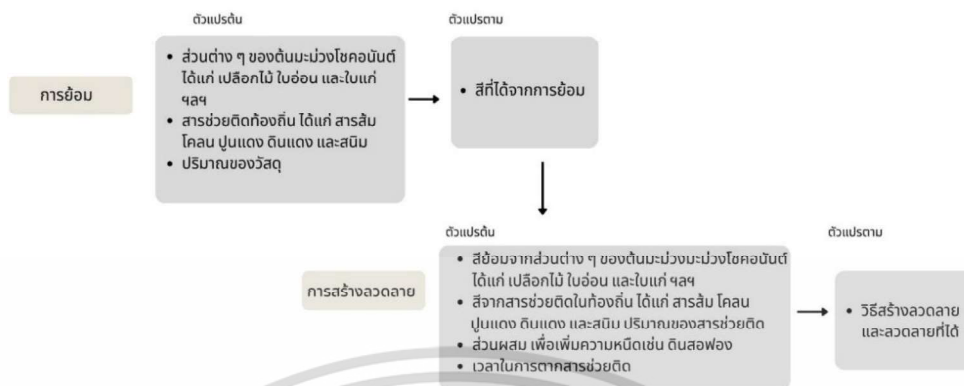 ตัวแปรต้น
ตัวแปรตาม
การย้อม
• ส่วนต่าง ๆ ของต้นมะม่วงโชคอนันต์
ได้แก่ เปลือกไม้ ใบอ่อน และใบแก่
ฯลฯ
• สารช่วยติดท้องถิ่น ได้แก่ สารส้ม
โคลน ปูนแดง ดินแดง และสนิม
• ปริมาณของวัสดุ
• สีที่ได้จากการย้อม
ตัวแปรต้น
ตัวแปรตาม
การสร้างลวดลาย
• สีย้อมจากส่วนต่าง ๆ ของต้นมะม่วงมะม่วงโชคอนันต์
ได้แก่ เปลือกไม้ ใบอ่อน และใบแก่ ฯลฯ
• สีจากสารช่วยติดในท้องถิ่น ได้แก่ สารส้ม โคลน
ปูนแดง ดินแดง และสนิม ปริมาณของสารช่วยติด
• ส่วนผสม เพื่อเพิ่มความหนืดเช่น ดินสอพอง
• เวลาในการตากสารช่วยติด
• วิธีสร้างลวดลาย
และลวดลายที่ได้